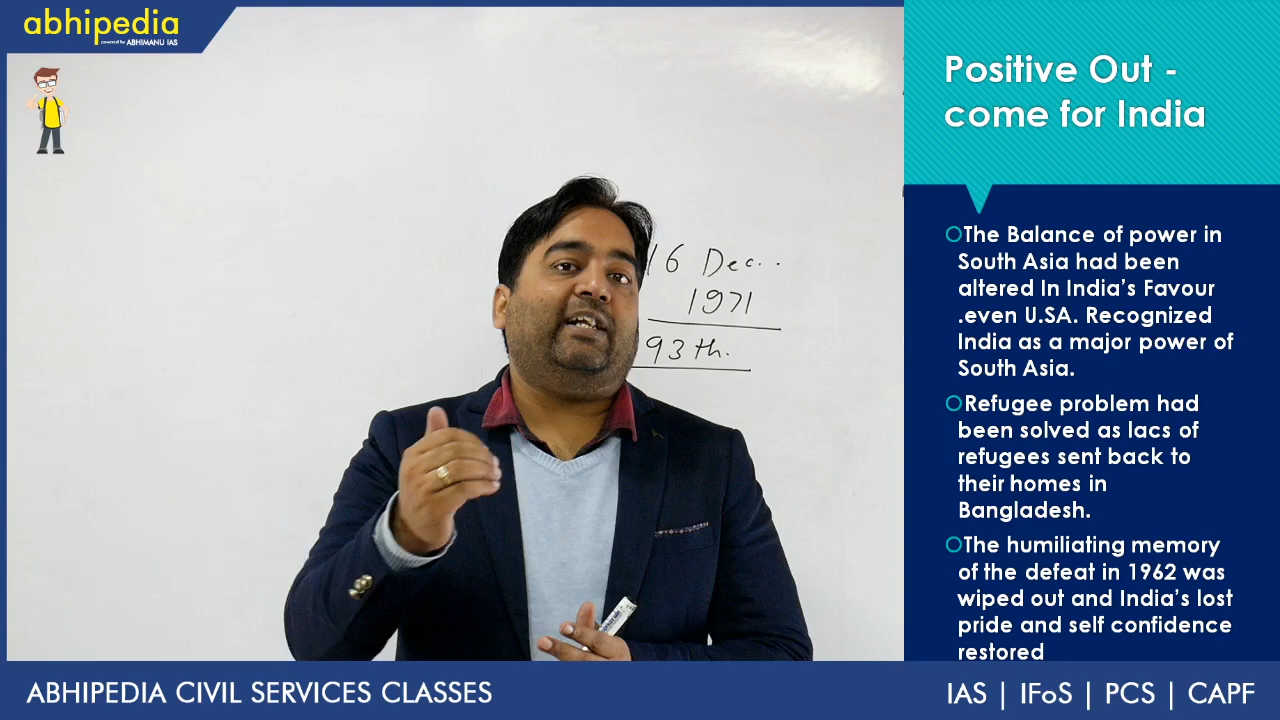 abhipedia
powered by ABHIMANU IAS
16 Dec..
1971
93 th.
Positive Out -
come for India
The Balance of power in
South Asia had been
altered In India's Favour
.even U.SA. Recognized
India as a major power of
South Asia.
Refugee problem had
been solved as lacs of
refugees sent back to
their homes in
Bangladesh.
The humiliating memory
of the defeat in 1962 was
wiped out and India's lost
pride and self confidence
restored
ABHIPEDIA CIVIL SERVICES CLASSES
IAS | IFoS | PCS | CAPF